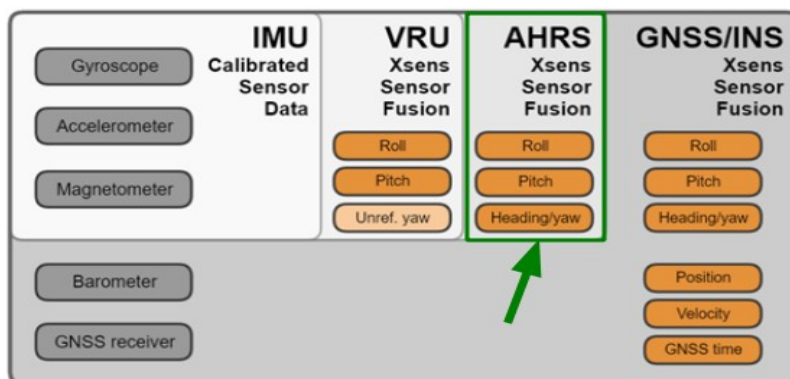 IMU
Calibrated
Sensor
Data
Gyroscope
Accelerometer
Magnetometer
Barometer
GNSS receiver
VRU
Xsens
Sensor
Fusion
Roll
Pitch
Unref. yaw
AHRS
Xsens
Sensor
Fusion
Roll
Pitch
Heading/yaw
GNSS/INS
Xsens
Sensor
Fusion
Roll
Pitch
Heading/yaw
Position
Velocity
GNSS time